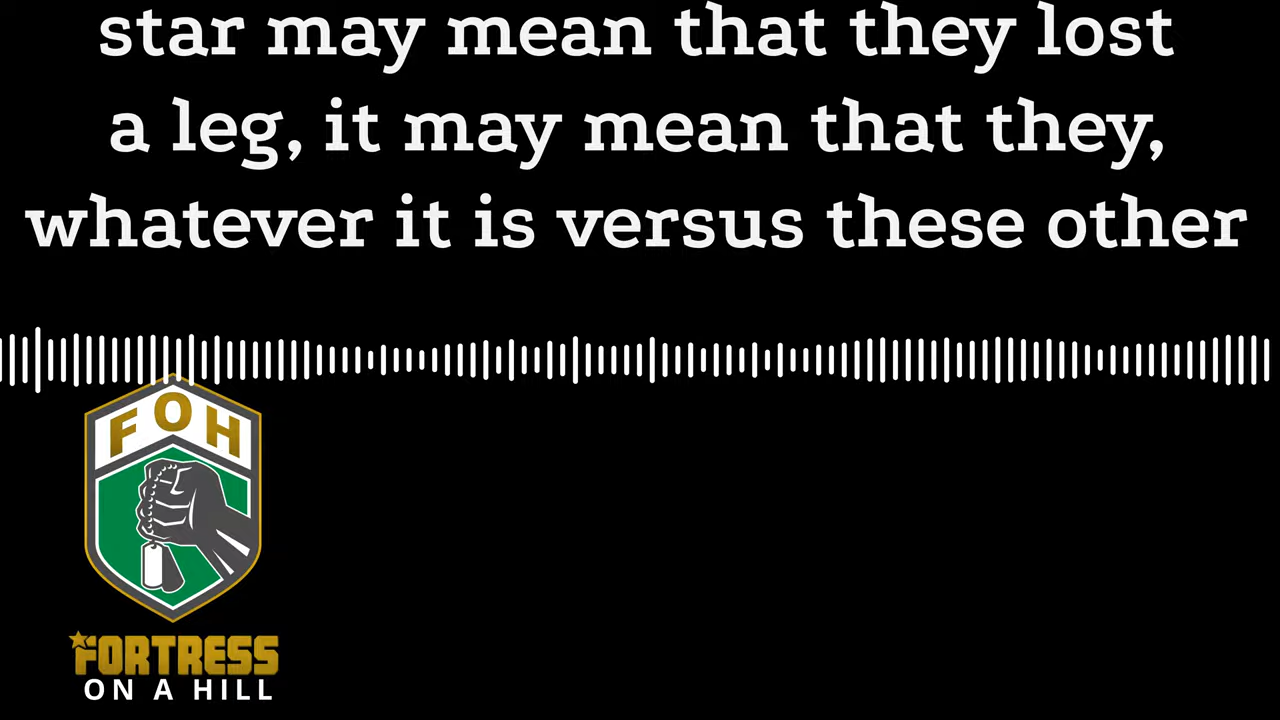 star may mean that they lost
a leg, it may mean that they,
whatever it is versus these other
FOH
FORTRESS
ON A HILL